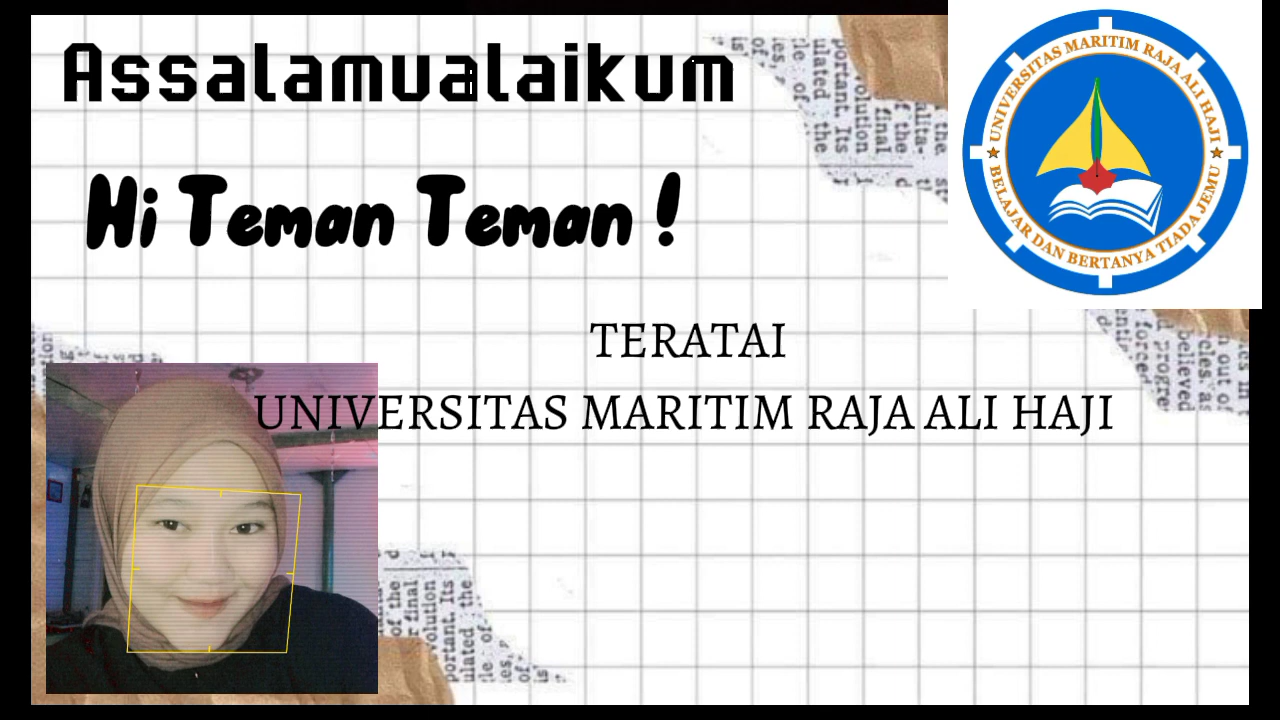 Assalamualaikum
Hi Teman Teman !
UNIVERSITAS MARITIM RAJA ALI HAJI
BELAJAR DAN BERTANYA TIADA JEMU
TERATAI
UNIVERSITAS MARITIM RAJA ALI HAJI